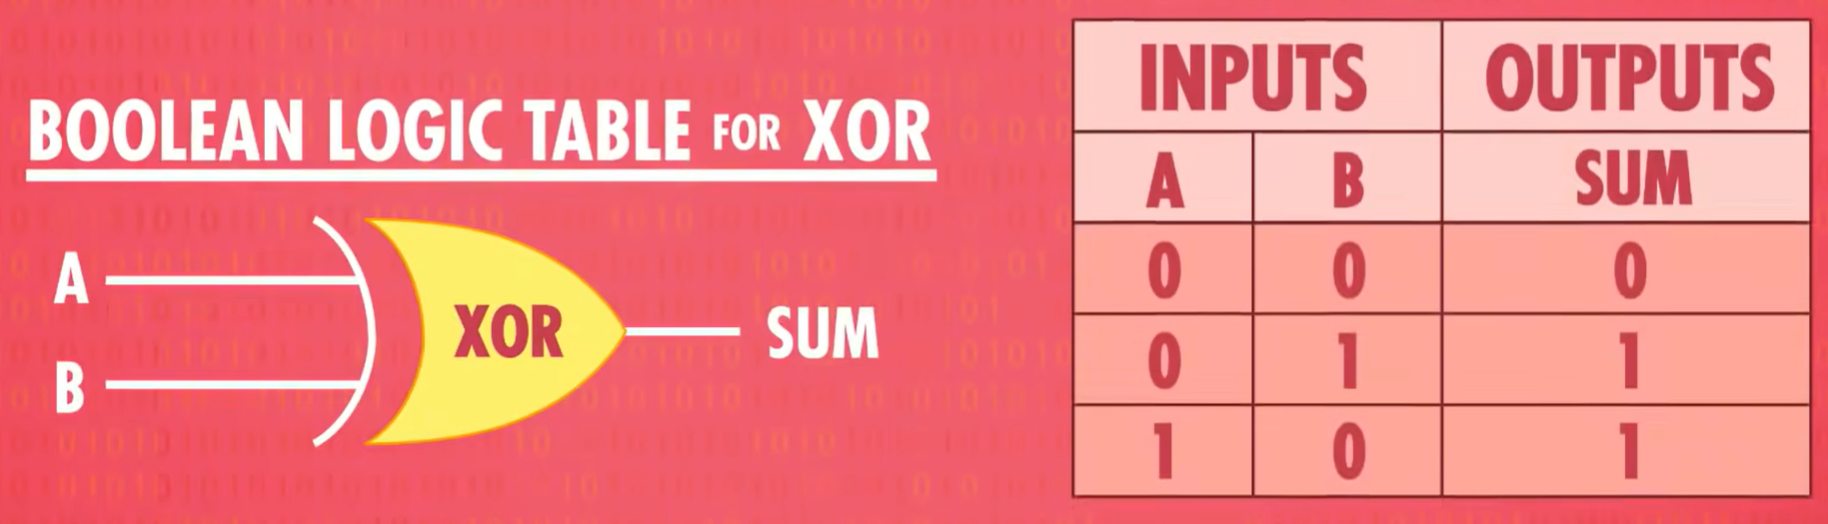 BOOLEAN LOGIC TABLE FOR XOR
A
B
XOR
SUM
INPUTS OUTPUTS
A B SUM
0 0 0
0 1 1
1 0 1